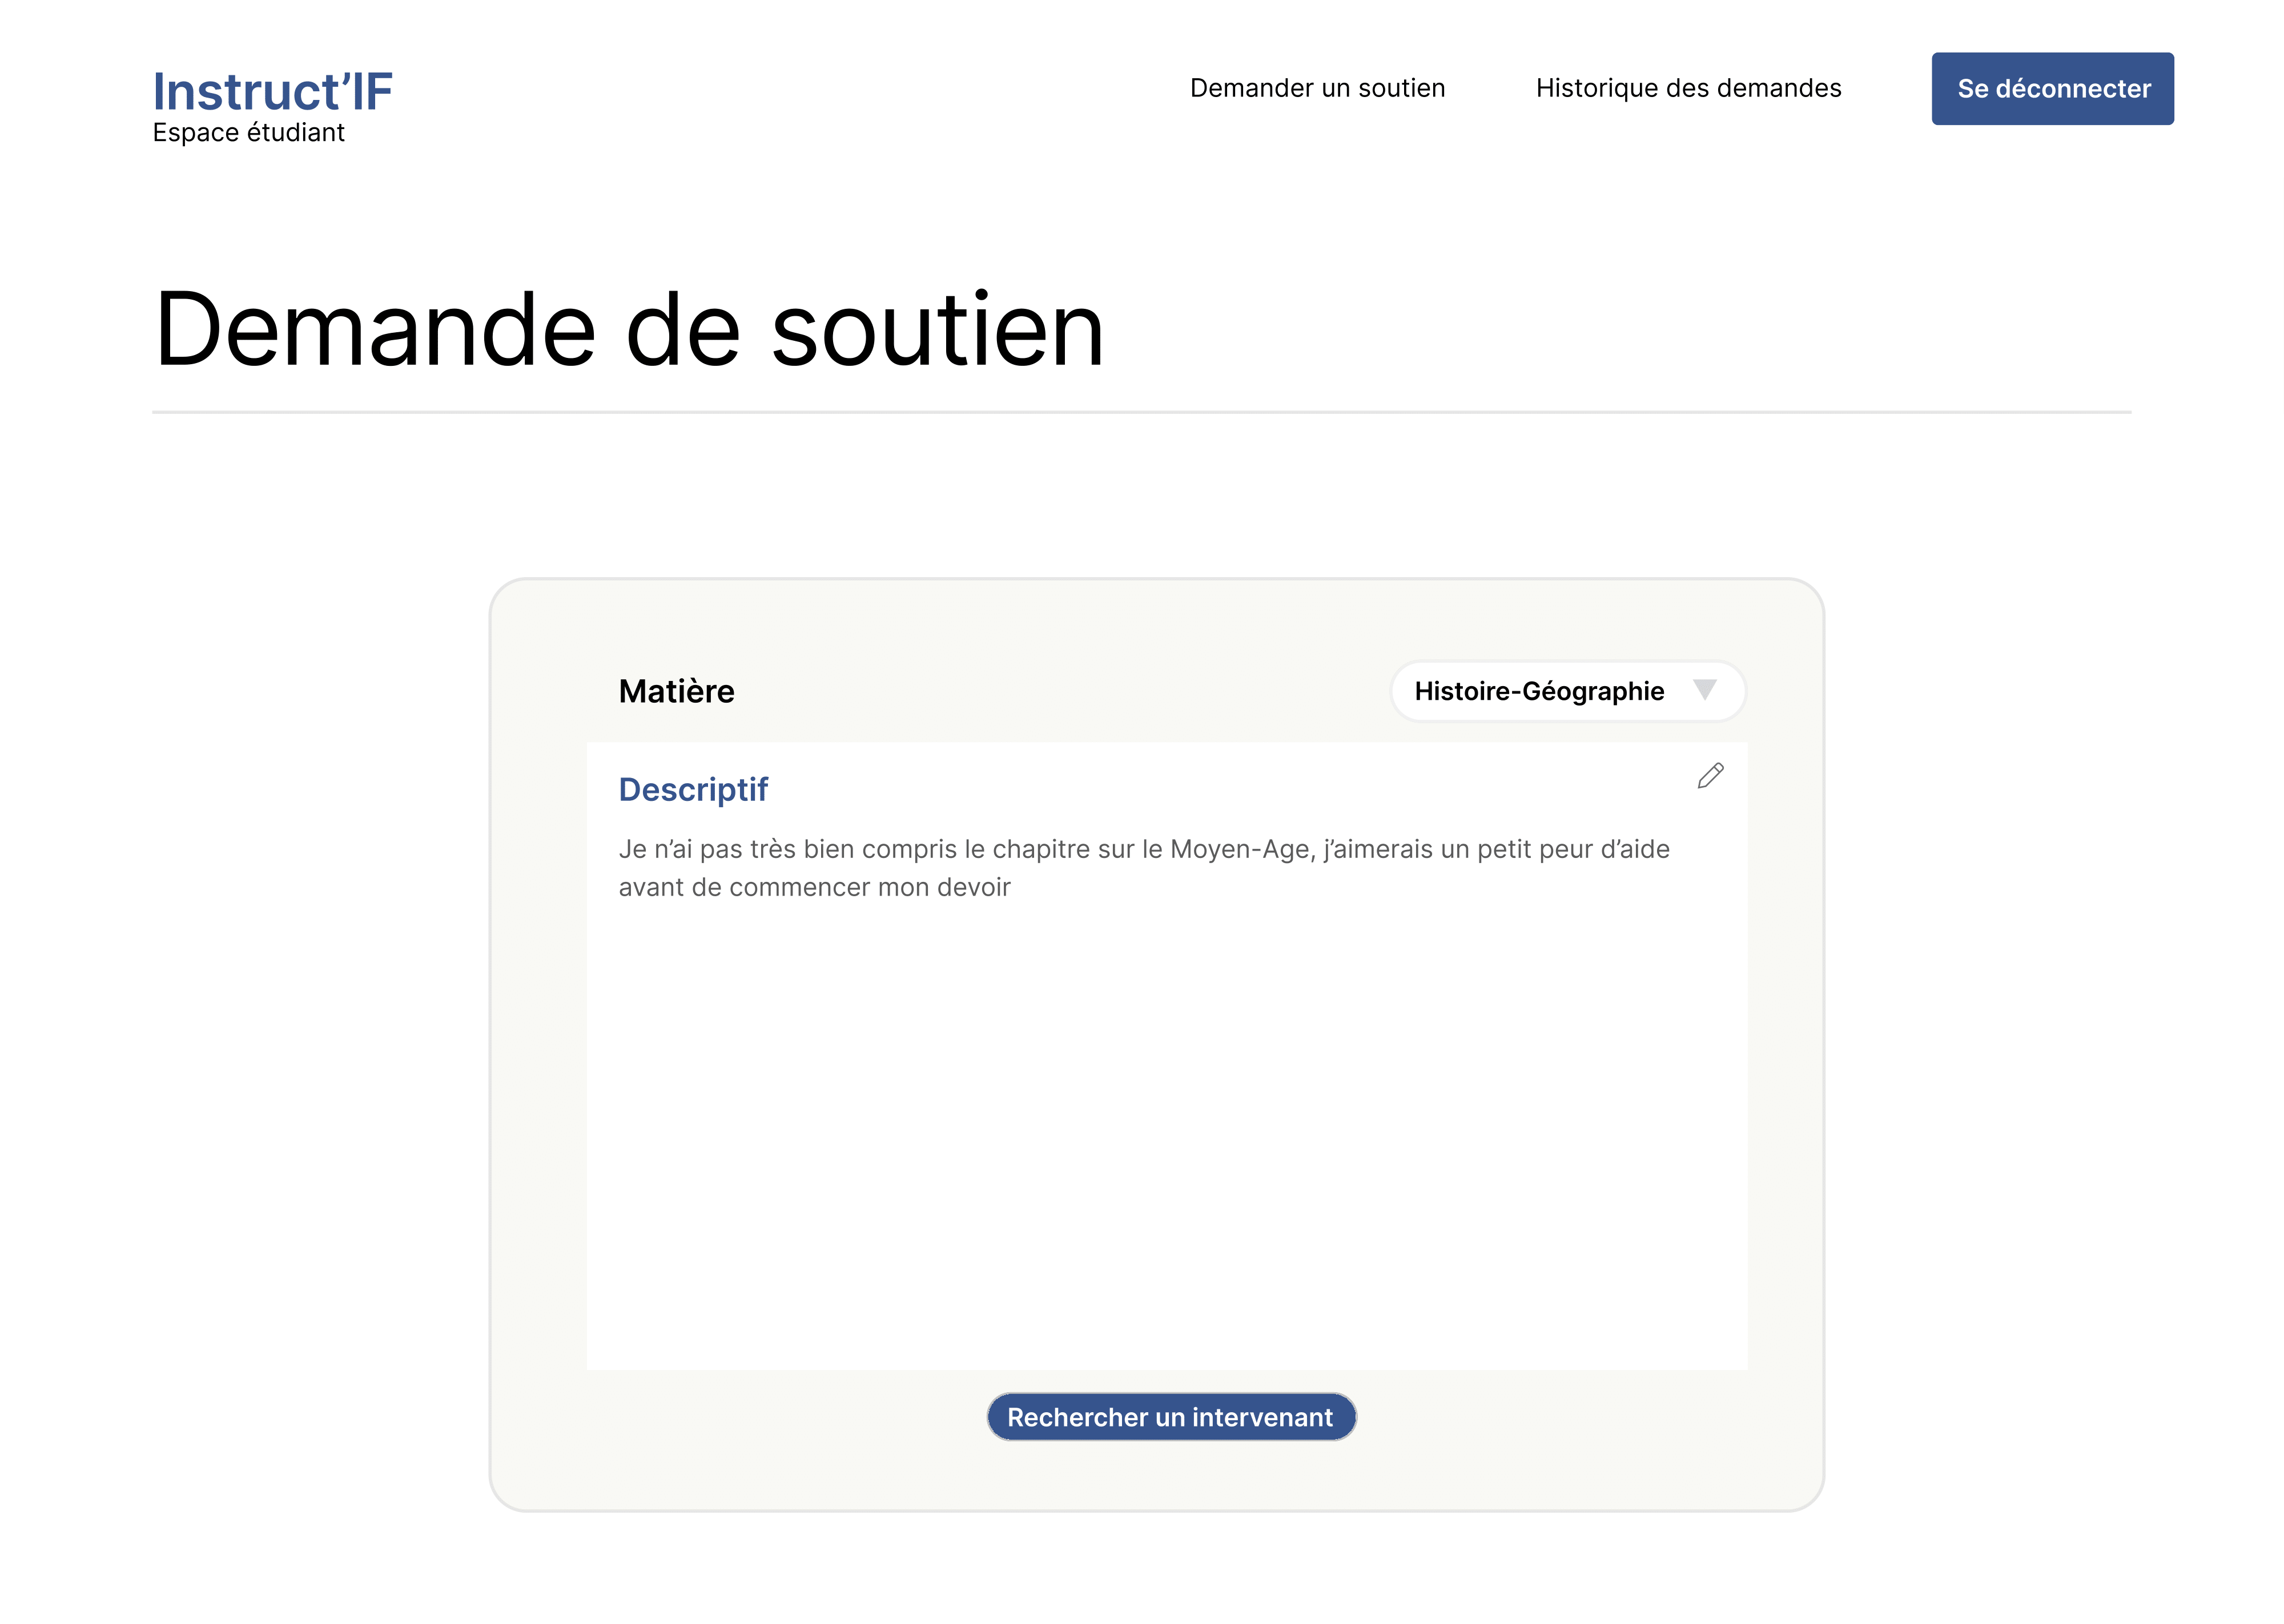 Instruct’IF
Espace étudiant
Demander un soutien
Historique des demandes
Se déconnecter
Demande de soutien
Matière
Histoire-Géographie
Descriptif
Je n’ai pas très bien compris le chapitre sur le Moyen-Age, j’aimerais un petit peur d’aide
avant de commencer mon devoir
Rechercher un intervenant